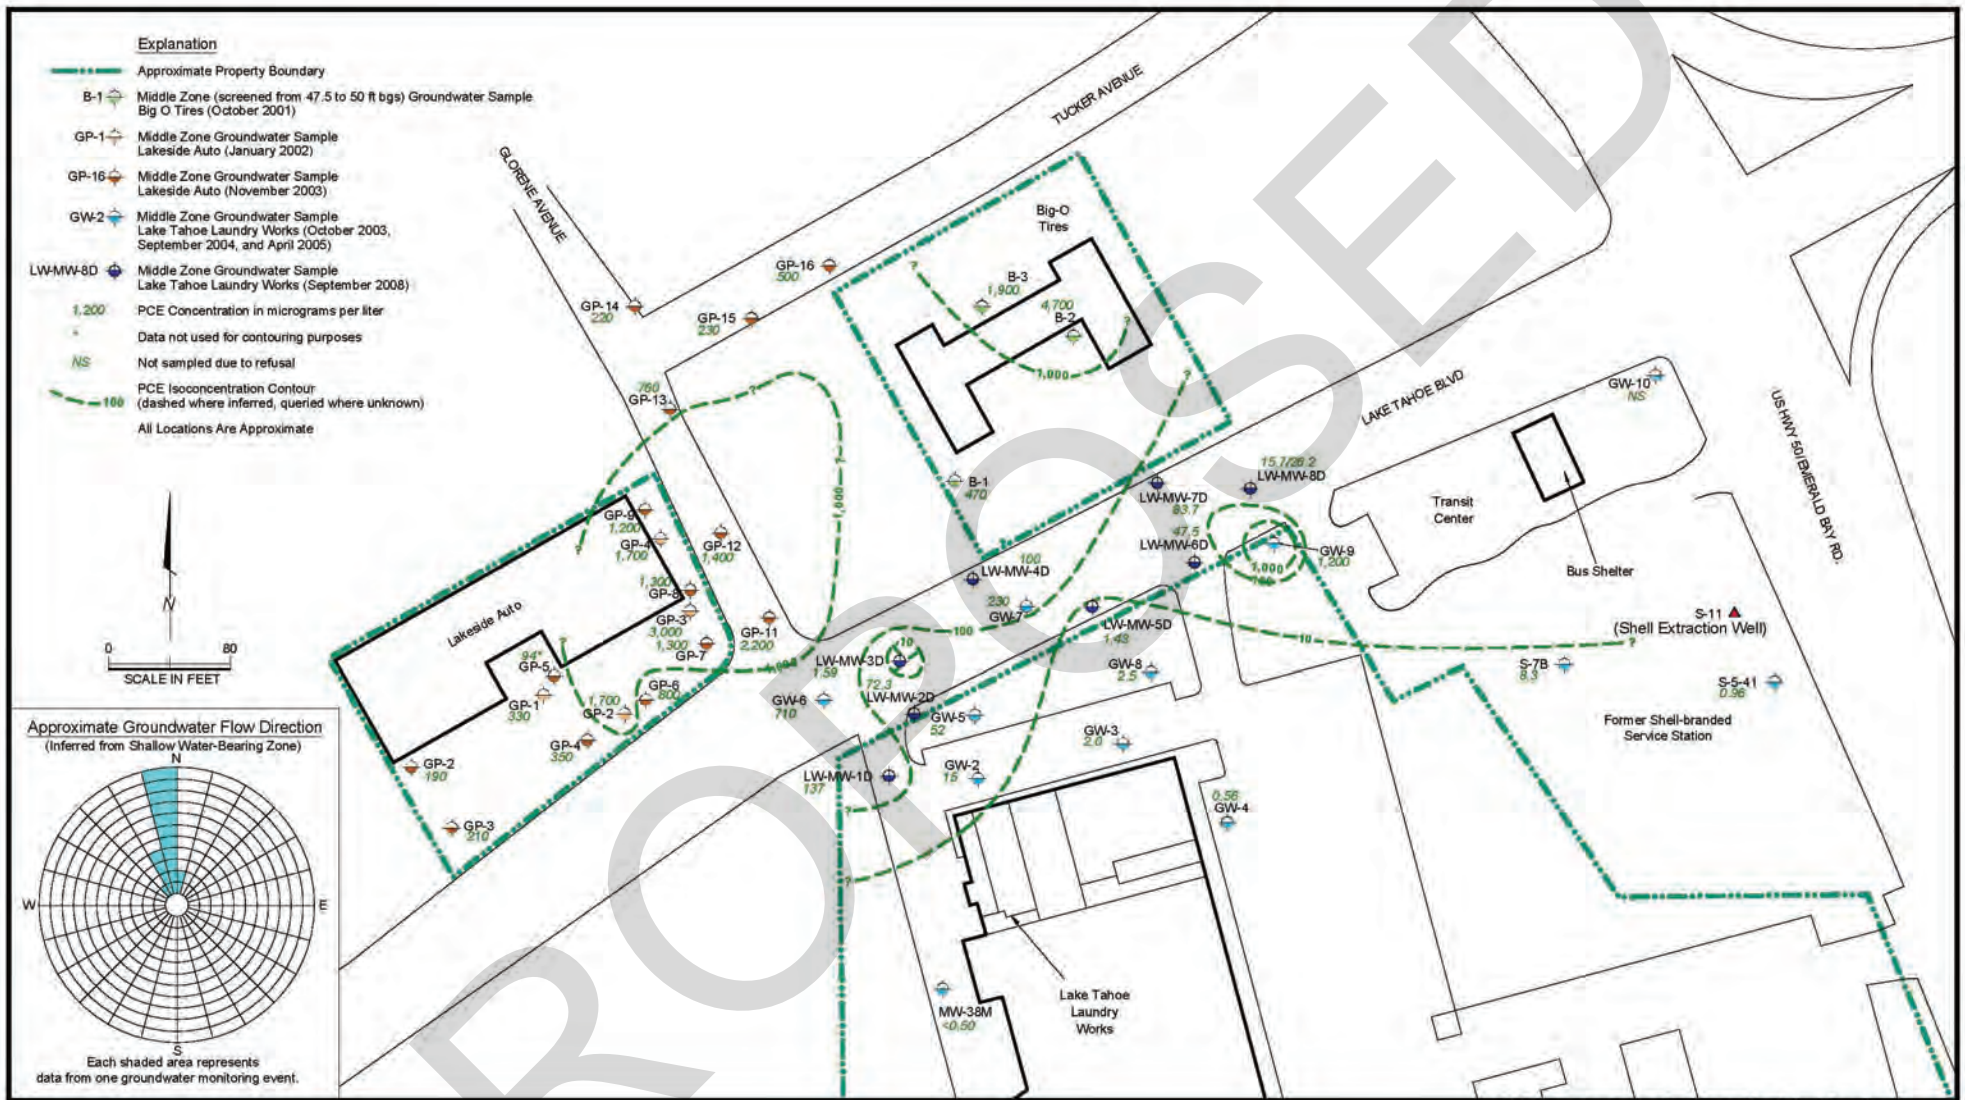 Explanation
Approximate Property Boundary
B-1 Middle Zone (screened from 47.5 to 50 ft bgs) Groundwater Sample
Big O Tires (October 2001)
GP-1 Middle Zone Groundwater Sample
Lakeside Auto (January 2002)
GP-16 Middle Zone Groundwater Sample
Lakeside Auto (November 2003)
GW-2 Middle Zone Groundwater Sample
Lake Tahoe Laundry Works (October 2003,
September 2004, and April 2005)
LW-MW-8D Middle Zone Groundwater Sample
Lake Tahoe Laundry Works (September 2008)
1,200 PCE Concentration in micrograms per liter
* Data not used for contouring purposes
NS Not sampled due to refusal
PCE Isoconcentration Contour
100 (dashed where inferred, queried where unknown)
All Locations Are Approximate
N
0 80
SCALE IN FEET
Approximate Groundwater Flow Direction
(Inferred from Shallow Water-Bearing Zone)
N
W
E
S
Each shaded area represents
data from one groundwater monitoring event.
GLORENE AVENUE
TUCKER AVENUE
LAKE TAHOE BLVD
US HWY 50/EMERALD BAY RD.
Big-O
Tires
GP-16
500
GP-14
220
GP-15
230
760
GP-13
B-3
1,900
4,700
B-2
1,000
B-1
470
?
?
?
?
?
1,000
GP-9
1,200
GP-4
1,700
GP-12
1,400
1,300
GP-8
GP-3
3,000
1,300
GP-7
GP-11
2,200
1,000
Lakeside Auto
?
?
94*
GP-5
GP-1
330
1,700
GP-2
GP-6
800
GP-4
350
GP-2
190
GP-3
210
LW-MW-7D
83.7
15.7/26.2
LW-MW-8D
47.5
LW-MW-6D
GW-9
1,200
1,000
100
100
LW-MW-4D
230
GW-7
100
10
LW-MW-3D
1.59
LW-MW-5D
1.43
GW-8
2.5
10
?
GW-6
710
72.3
LW-MW-2D
GW-5
52
GW-3
2.0
LW-MW-1D
137
GW-2
15
?
?
0.56
GW-4
MW-38M
<0.50
Lake Tahoe
Laundry
Works
GW-10
NS
Transit
Center
Bus Shelter
S-11
(Shell Extraction Well)
S-7B
8.3
S-5-41
0.96
Former Shell-branded
Service Station
ROPOSED